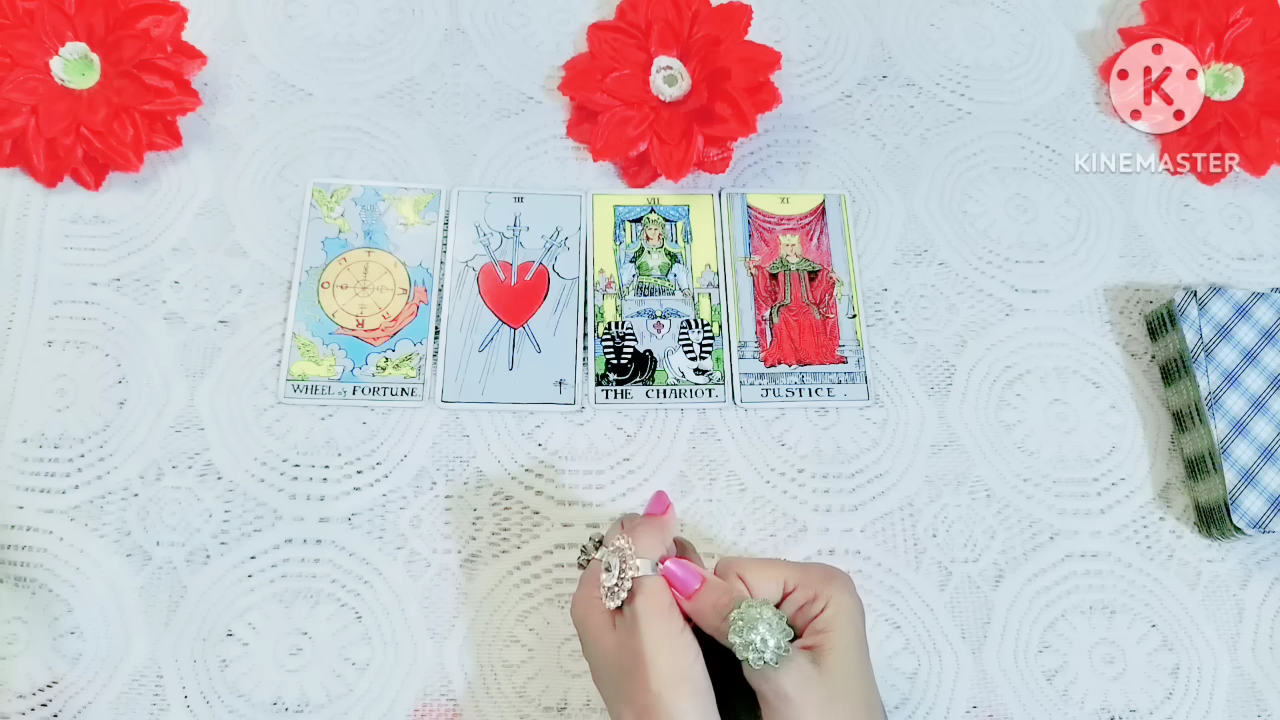 K
KINEMASTER
III
VII
XI
T
A
R
O
WHEEL of FORTUNE.
THE CHARIOT.
JUSTICE.